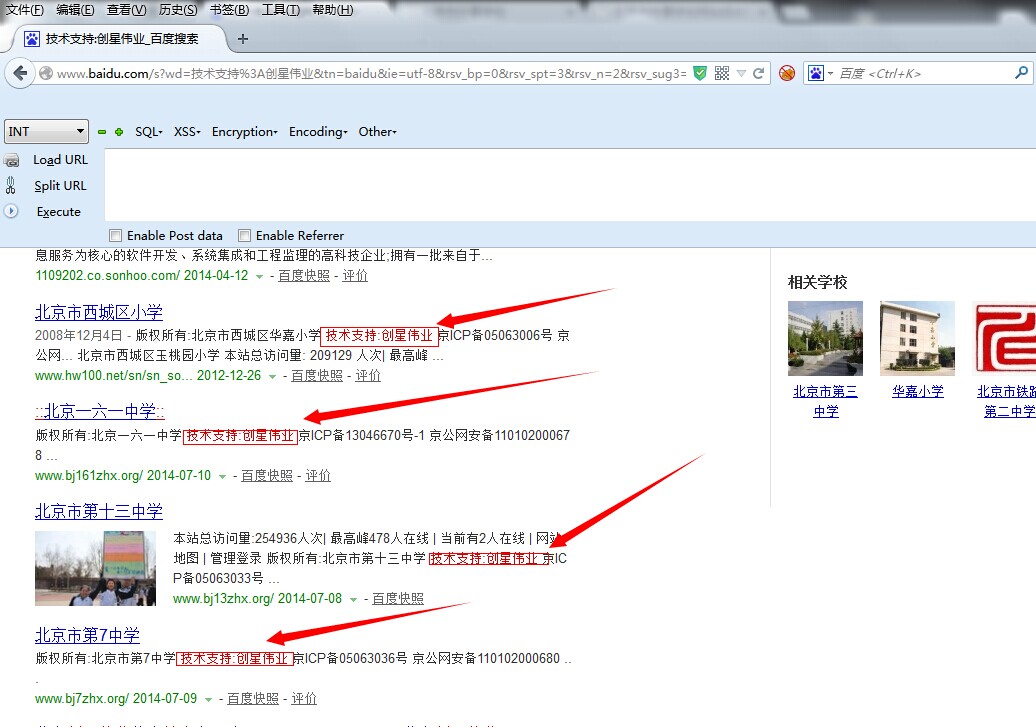 文件(F) 编辑(E) 查看(V) 历史(S) 书签(B) 工具(T) 帮助(H)
技术支持:创星伟业_百度搜索
www.baidu.com/s?wd=技术支持%3A创星伟业&tn=baidu&ie=utf-8&rsv_bp=0&rsv_spt=3&rsv_n=2&rsv_sug3=
百度 <Ctrl+K>
INT SQL XSS Encryption Encoding Other
Load URL
Split URL
Execute
Enable Post data Enable Referrer
息服务为核心的软件开发、系统集成和工程监理的高科技企业;拥有一批来自于...
1109202.co.sonhoo.com/ 2014-04-12 - 百度快照 - 评价
北京市西城区小学
2008年12月4日 - 版权所有:北京市西城区华嘉小学技术支持:创星伟业 京ICP备05063006号 京
公网... 北京市西城区玉桃园小学 本站总访问量: 209129 人次| 最高峰 ...
www.hw100.net/sn/sn_so... 2012-12-26 - 百度快照 - 评价
::北京一六一中学::
版权所有:北京一六一中学技术支持:创星伟业京ICP备13046670号-1 京公网安备11010200067
8 ...
www.bj161zhx.org/ 2014-07-10 - 百度快照 - 评价
北京市第十三中学
本站总访问量:254936人次| 最高峰478人在线 | 当前有2人在线 | 网站
地图 | 管理登录 版权所有:北京市第十三中学 技术支持:创星伟业 京IC
P备05063033号 ...
www.bj13zhx.org/ 2014-07-08 - 百度快照
北京市第7中学
版权所有:北京市第7中学技术支持:创星伟业 京ICP备05063036号 京公网安备110102000680 ..
.
www.bj7zhx.org/ 2014-07-09 - 百度快照 - 评价
相关学校
北京市第三
中学
华嘉小学
北京市铁路
第二中学